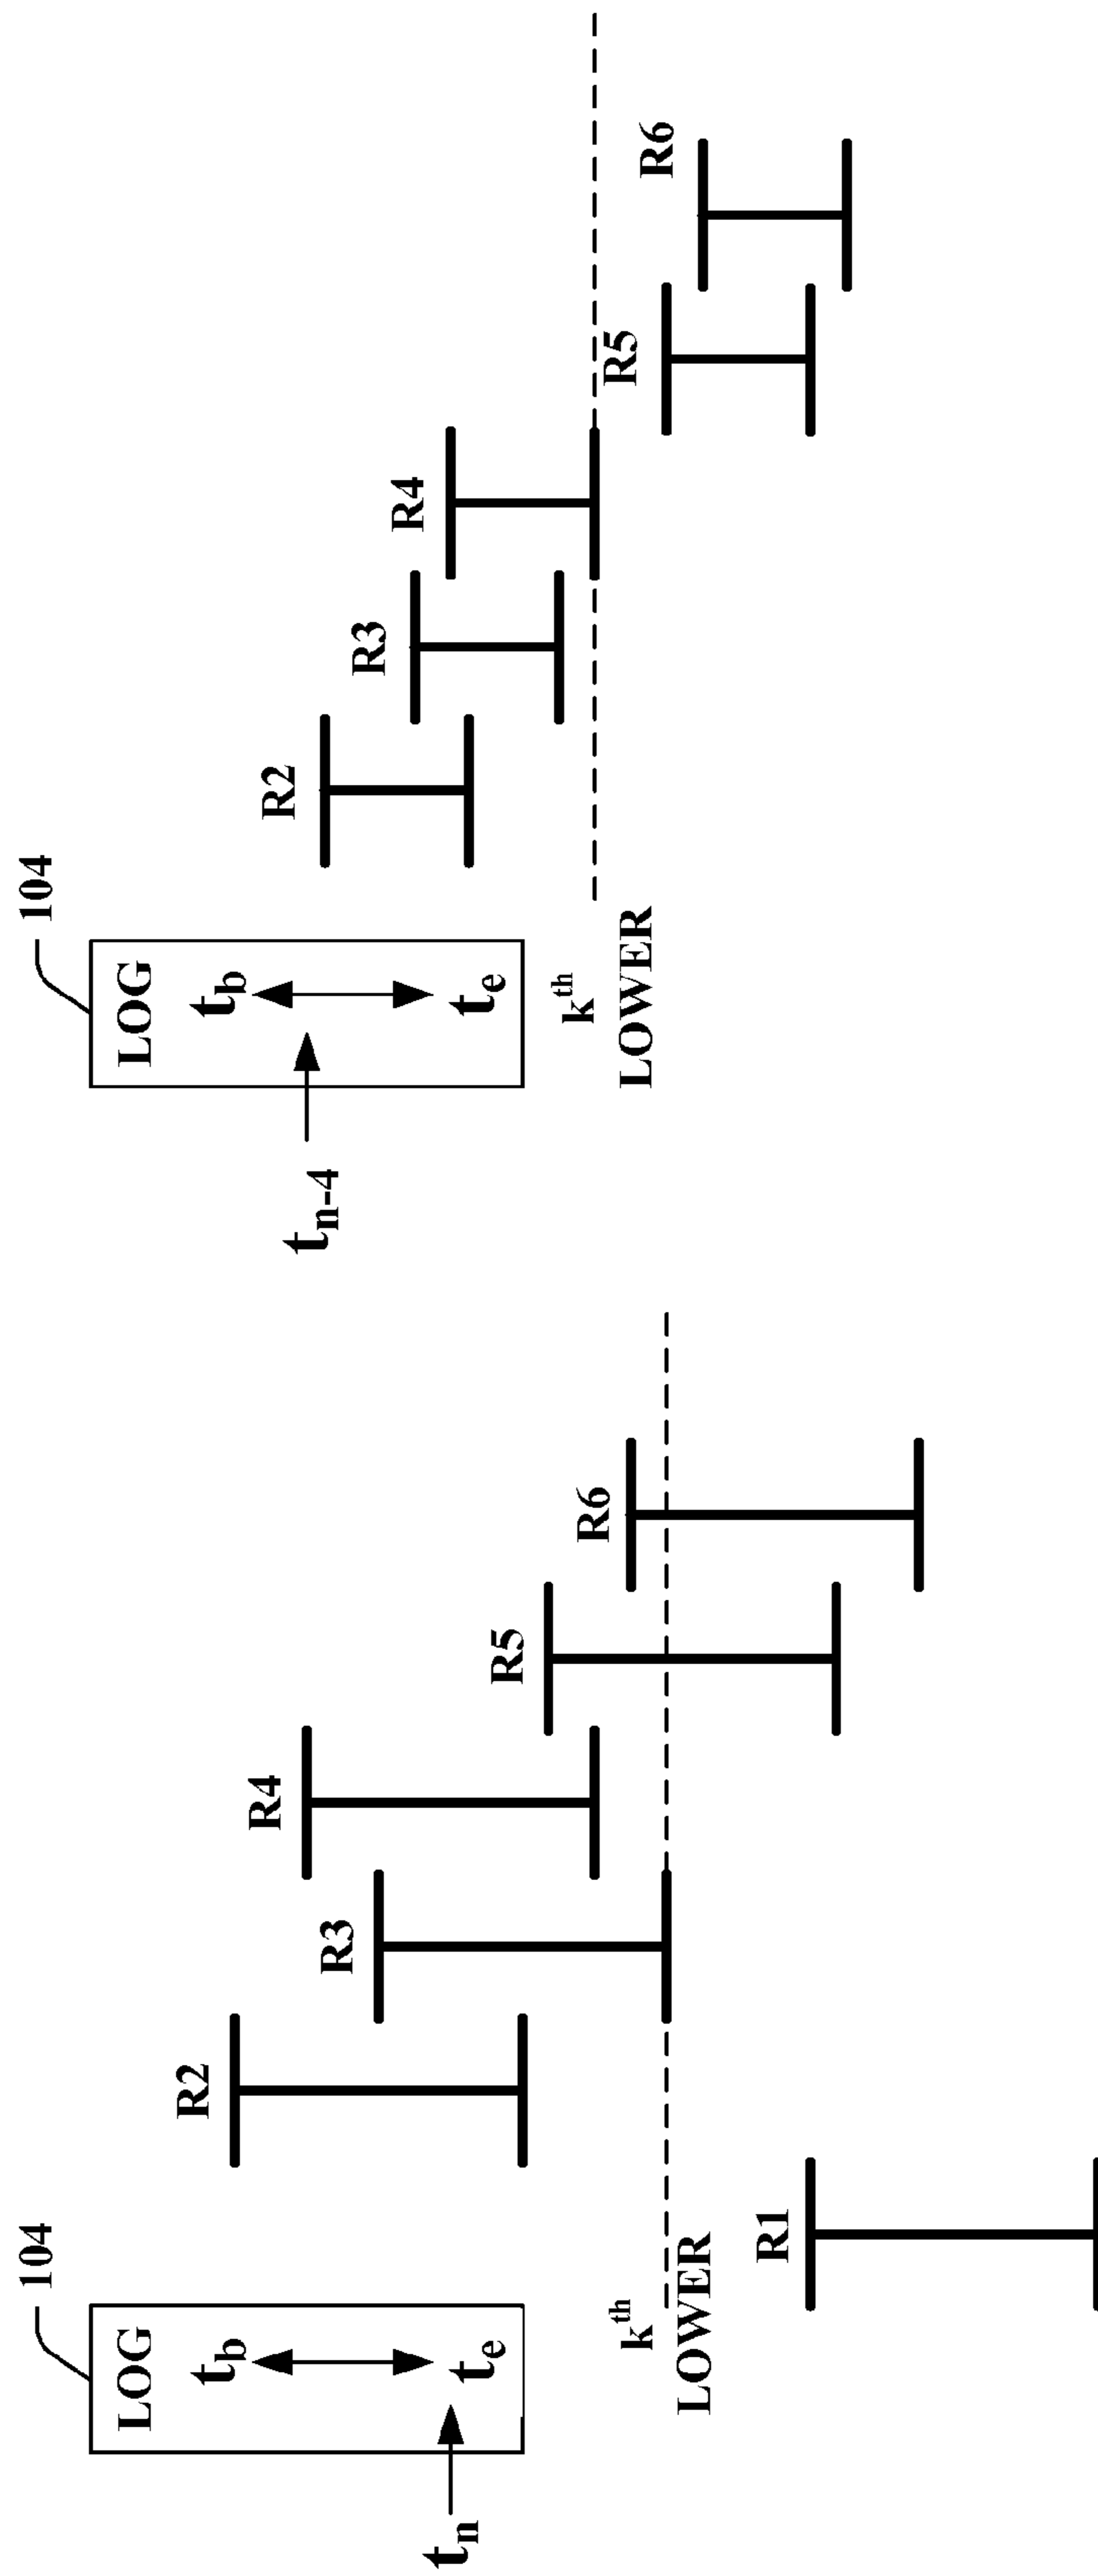 104
LOG
t_b
t_e
t_n
k^th
LOWER
R1
R2
R3
R4
R5
R6
104
LOG
t_b
t_e
t_n-4
k^th
LOWER
R2
R3
R4
R5
R6